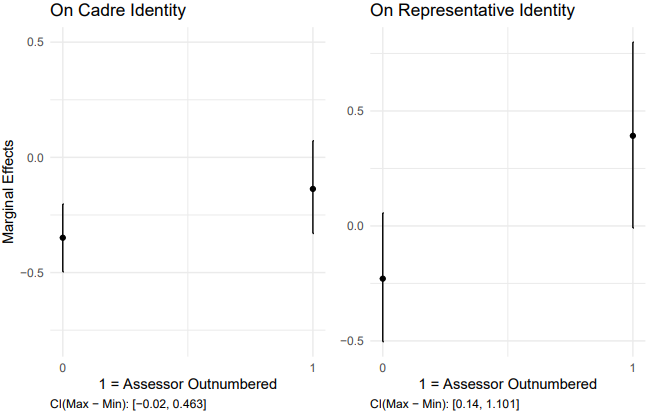 On Cadre Identity
0.5
0.0
−0.5
Marginal Effects
0
1
1 = Assessor Outnumbered
CI(Max − Min): [−0.02, 0.463]
On Representative Identity
0.5
0.0
−0.5
0
1
1 = Assessor Outnumbered
CI(Max − Min): [0.14, 1.101]